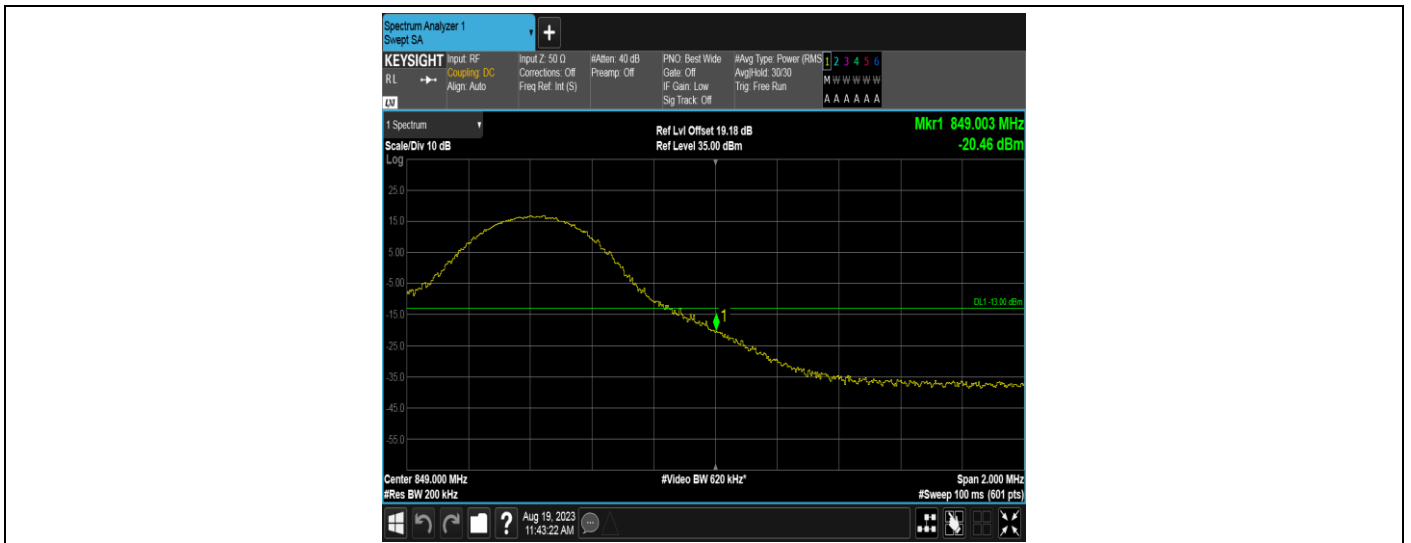 Spectrum Analyzer 1
Swept SA
+
KEYSIGHT Input: RF Input Z: 50 Ω #Atten: 40 dB PNO: Best Wide #Avg Type: Power (RMS 1 2 3 4 5 6
RL Coupling: DC Corrections: Off Preamp: Off Gate: Off Avg|Hold: 30/30 M W W W W W
Align: Auto Freq Ref: Int (S) IF Gain: Low Trig: Free Run
LXI Sig Track: Off A A A A A A
1 Spectrum Ref Lvl Offset 19.18 dB Mkr1 849.003 MHz
Scale/Div 10 dB Ref Level 35.00 dBm -20.46 dBm
Log
25.0
15.0
5.00
-5.00
DL1 -13.00 dBm
-15.0
1
-25.0
-35.0
-45.0
-55.0
Center 849.000 MHz #Video BW 620 kHz* Span 2.000 MHz
#Res BW 200 kHz #Sweep 100 ms (601 pts)
? Aug 19, 2023
11:43:22 AM